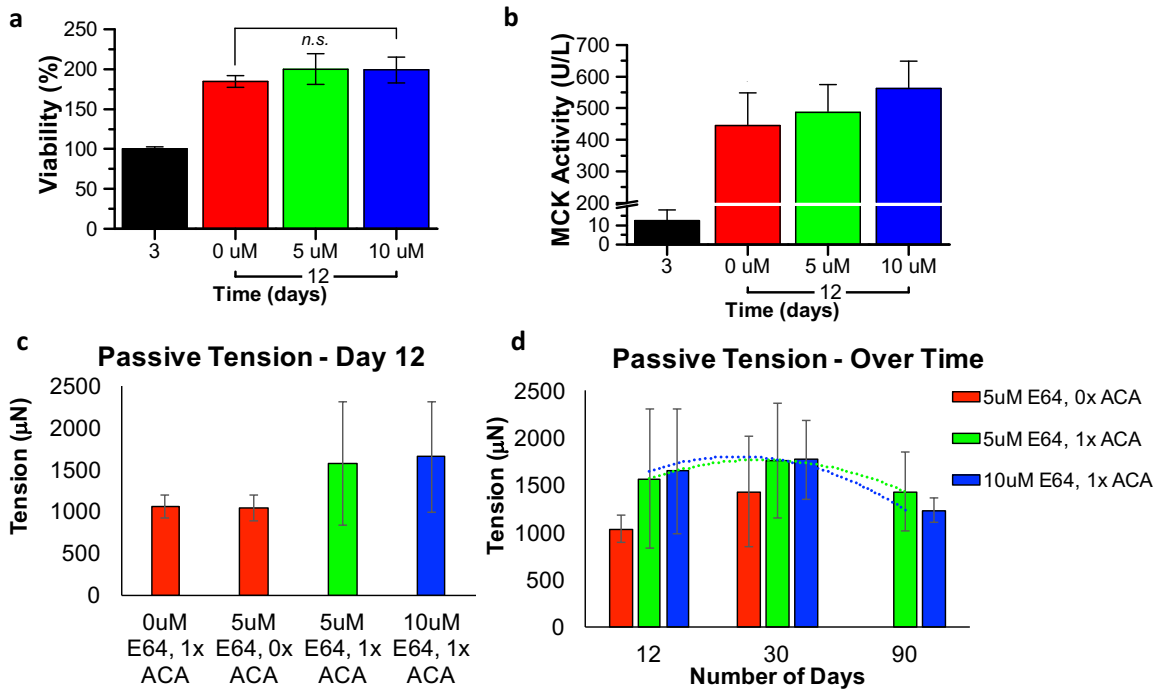 a
n.s.
Viability (%)
250
200
150
100
50
0
3
0 uM
5 uM
10 uM
12
Time (days)
b
MCK Activity (U/L)
700
600
500
400
300
200
10
0
3
0 uM
5 uM
10 uM
12
Time (days)
c
Passive Tension - Day 12
Tension (µN)
2500
2000
1500
1000
500
0
0uM
E64, 1x
ACA
5uM
E64, 0x
ACA
5uM
E64, 1x
ACA
10uM
E64, 1x
ACA
d
Passive Tension - Over Time
Tension (µN)
2500
2000
1500
1000
500
0
12
30
90
Number of Days
5uM E64, 0x ACA
5uM E64, 1x ACA
10uM E64, 1x ACA